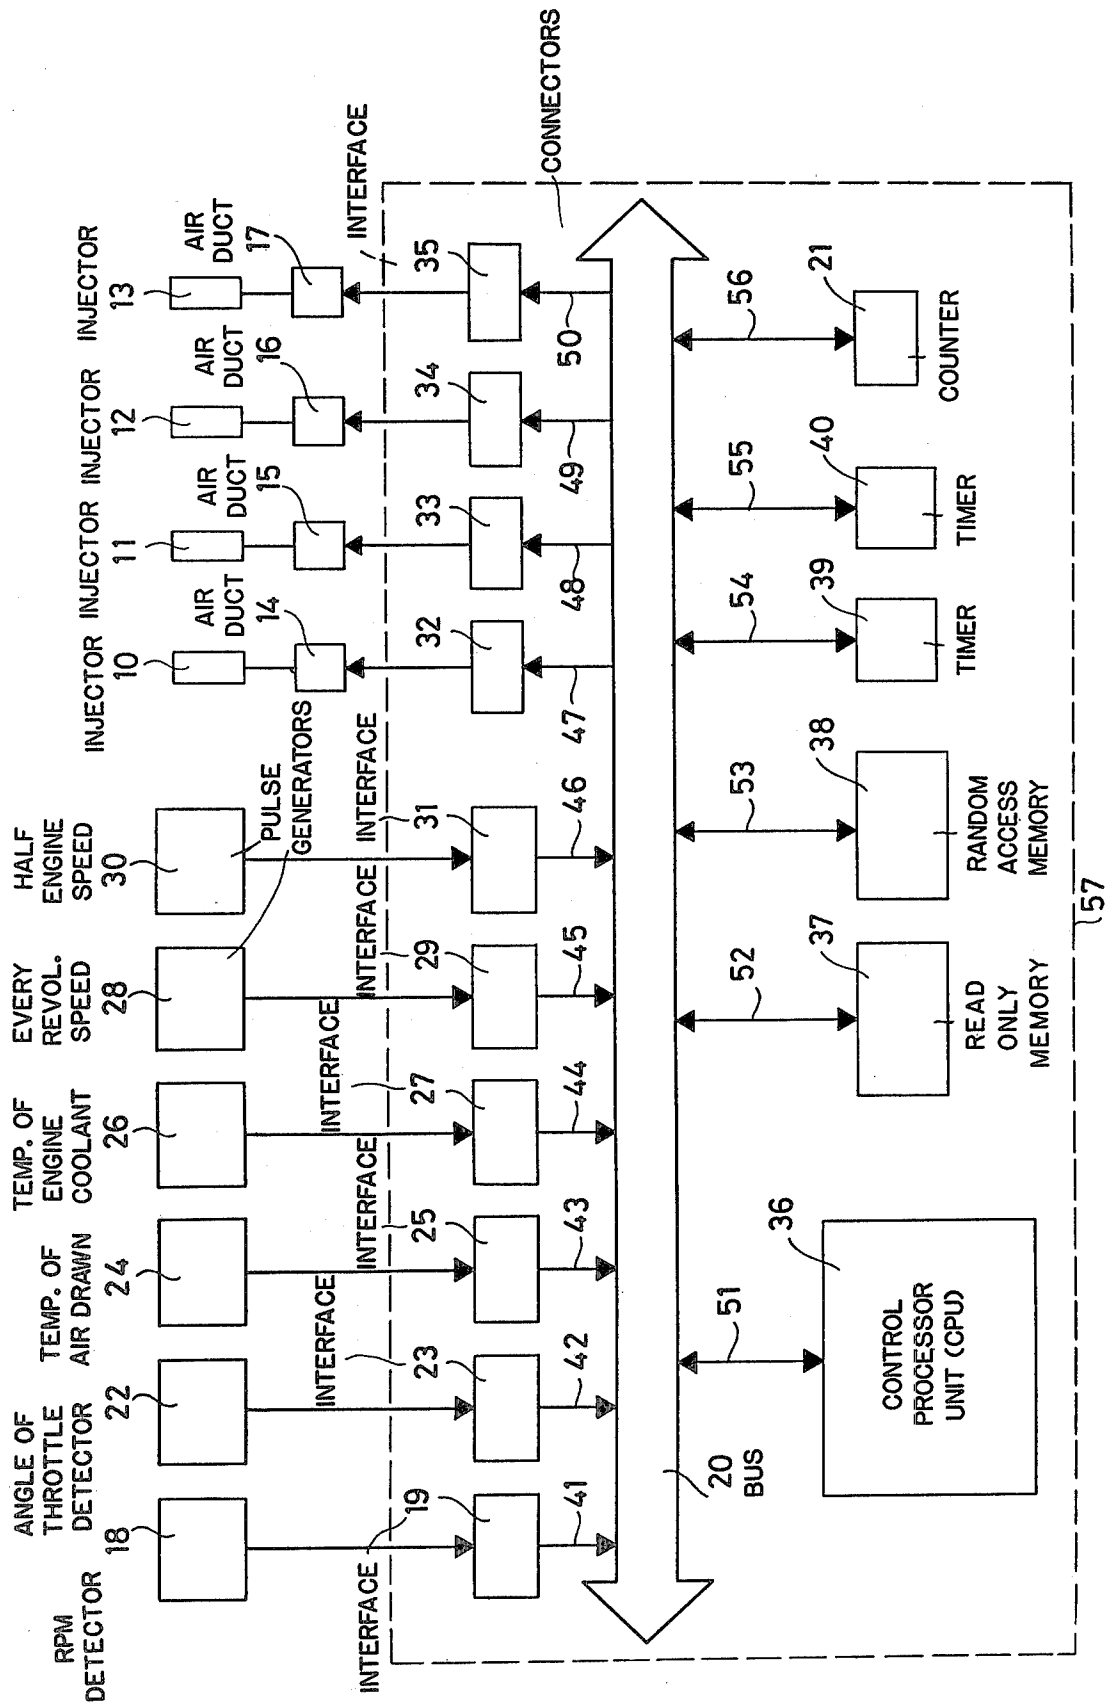 RPM
DETECTOR
18
ANGLE OF
THROTTLE
DETECTOR
22
TEMP. OF
AIR DRAWN
24
TEMP. OF
ENGINE
COOLANT
26
EVERY
REVOL.
SPEED
28
HALF
ENGINE
SPEED
30
PULSE
GENERATORS
INJECTOR
10
INJECTOR
11
INJECTOR
12
INJECTOR
13
AIR
DUCT
14
AIR
DUCT
15
AIR
DUCT
16
AIR
DUCT
17
INTERFACE
19
INTERFACE
23
INTERFACE
25
INTERFACE
27
INTERFACE
29
INTERFACE
31
32
33
34
35
INTERFACE
41
42
43
44
45
46
47
48
49
50
CONNECTORS
20
BUS
51
52
53
54
55
56
36
CONTROL
PROCESSOR
UNIT (CPU)
37
READ
ONLY
MEMORY
38
RANDOM
ACCESS
MEMORY
39
TIMER
40
TIMER
21
COUNTER
57